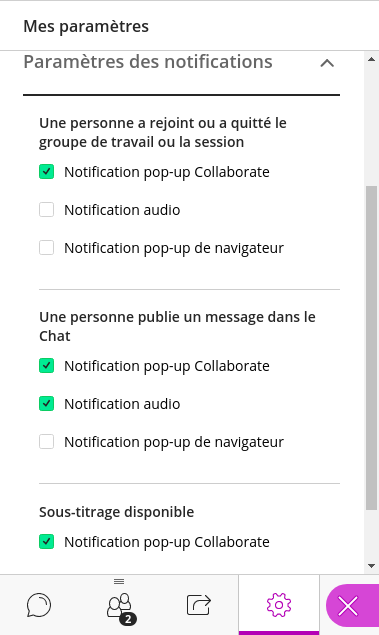 Mes paramètres
Paramètres des notifications
Une personne a rejoint ou a quitté le
groupe de travail ou la session
Notification pop-up Collaborate
Notification audio
Notification pop-up de navigateur
Une personne publie un message dans le
Chat
Notification pop-up Collaborate
Notification audio
Notification pop-up de navigateur
Sous-titrage disponible
Notification pop-up Collaborate
2